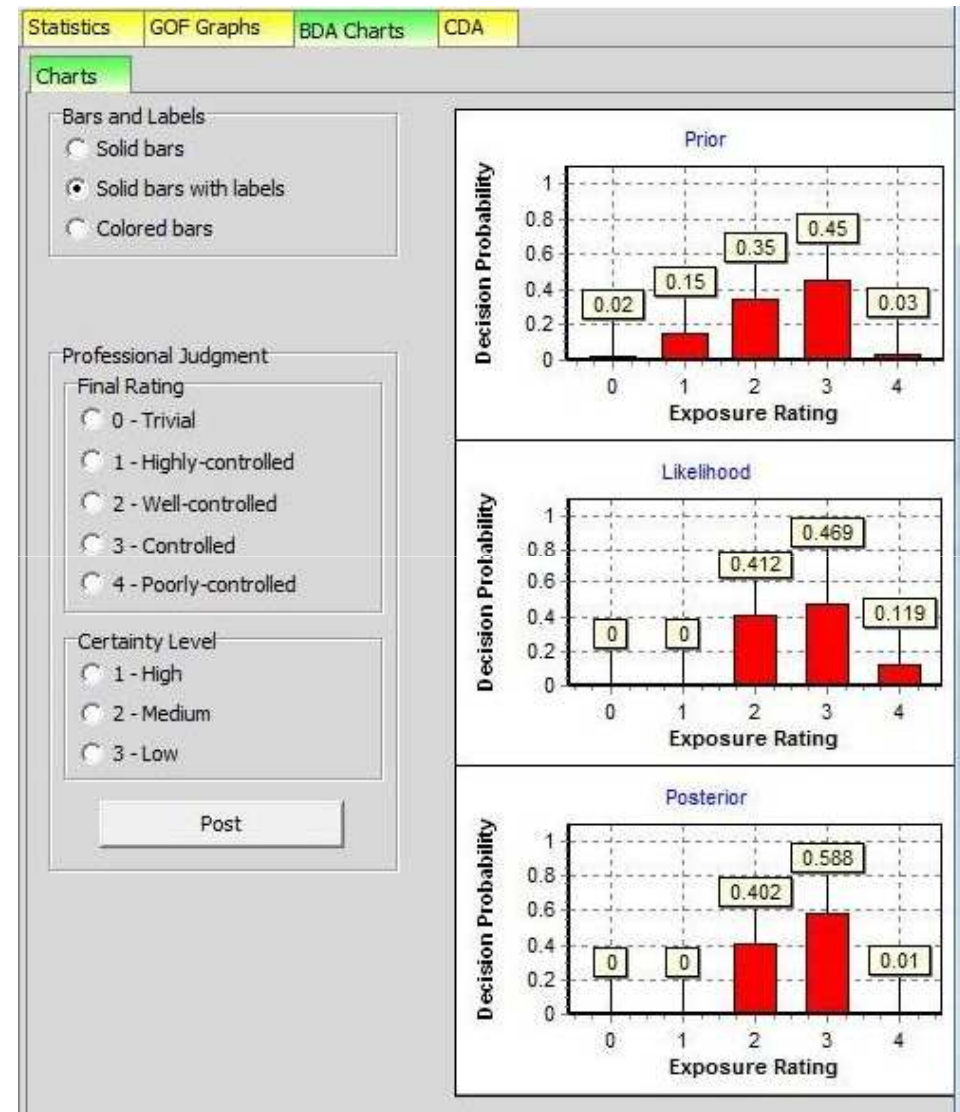 Statistics GOF Graphs BDA Charts CDA
Charts
Bars and Labels
Solid bars
Solid bars with labels
Colored bars
Professional Judgment
Final Rating
0 - Trivial
1 - Highly-controlled
2 - Well-controlled
3 - Controlled
4 - Poorly-controlled
Certainty Level
1 - High
2 - Medium
3 - Low
Post
Prior
Decision Probability
1
0.8
0.6
0.4
0.2
0
0.02 0.15 0.35 0.45 0.03
0 1 2 3 4
Exposure Rating
Likelihood
Decision Probability
1
0.8
0.6
0.4
0.2
0
0 0 0.412 0.469 0.119
0 1 2 3 4
Exposure Rating
Posterior
Decision Probability
1
0.8
0.6
0.4
0.2
0
0 0 0.402 0.588 0.01
0 1 2 3 4
Exposure Rating